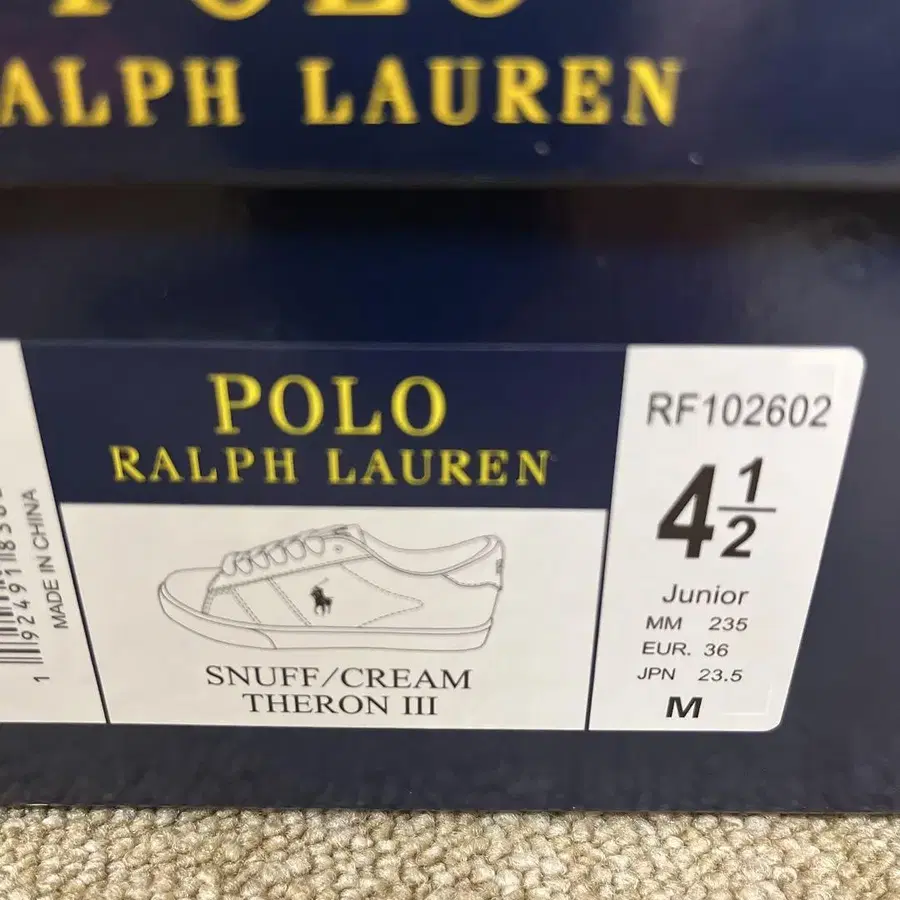 POLO
RALPH LAUREN
POLO
RALPH LAUREN
RF102602
4 1/2
Junior
MM 235
EUR. 36
JPN 23.5
M
SNUFF/CREAM
THERON III
MADE IN CHINA